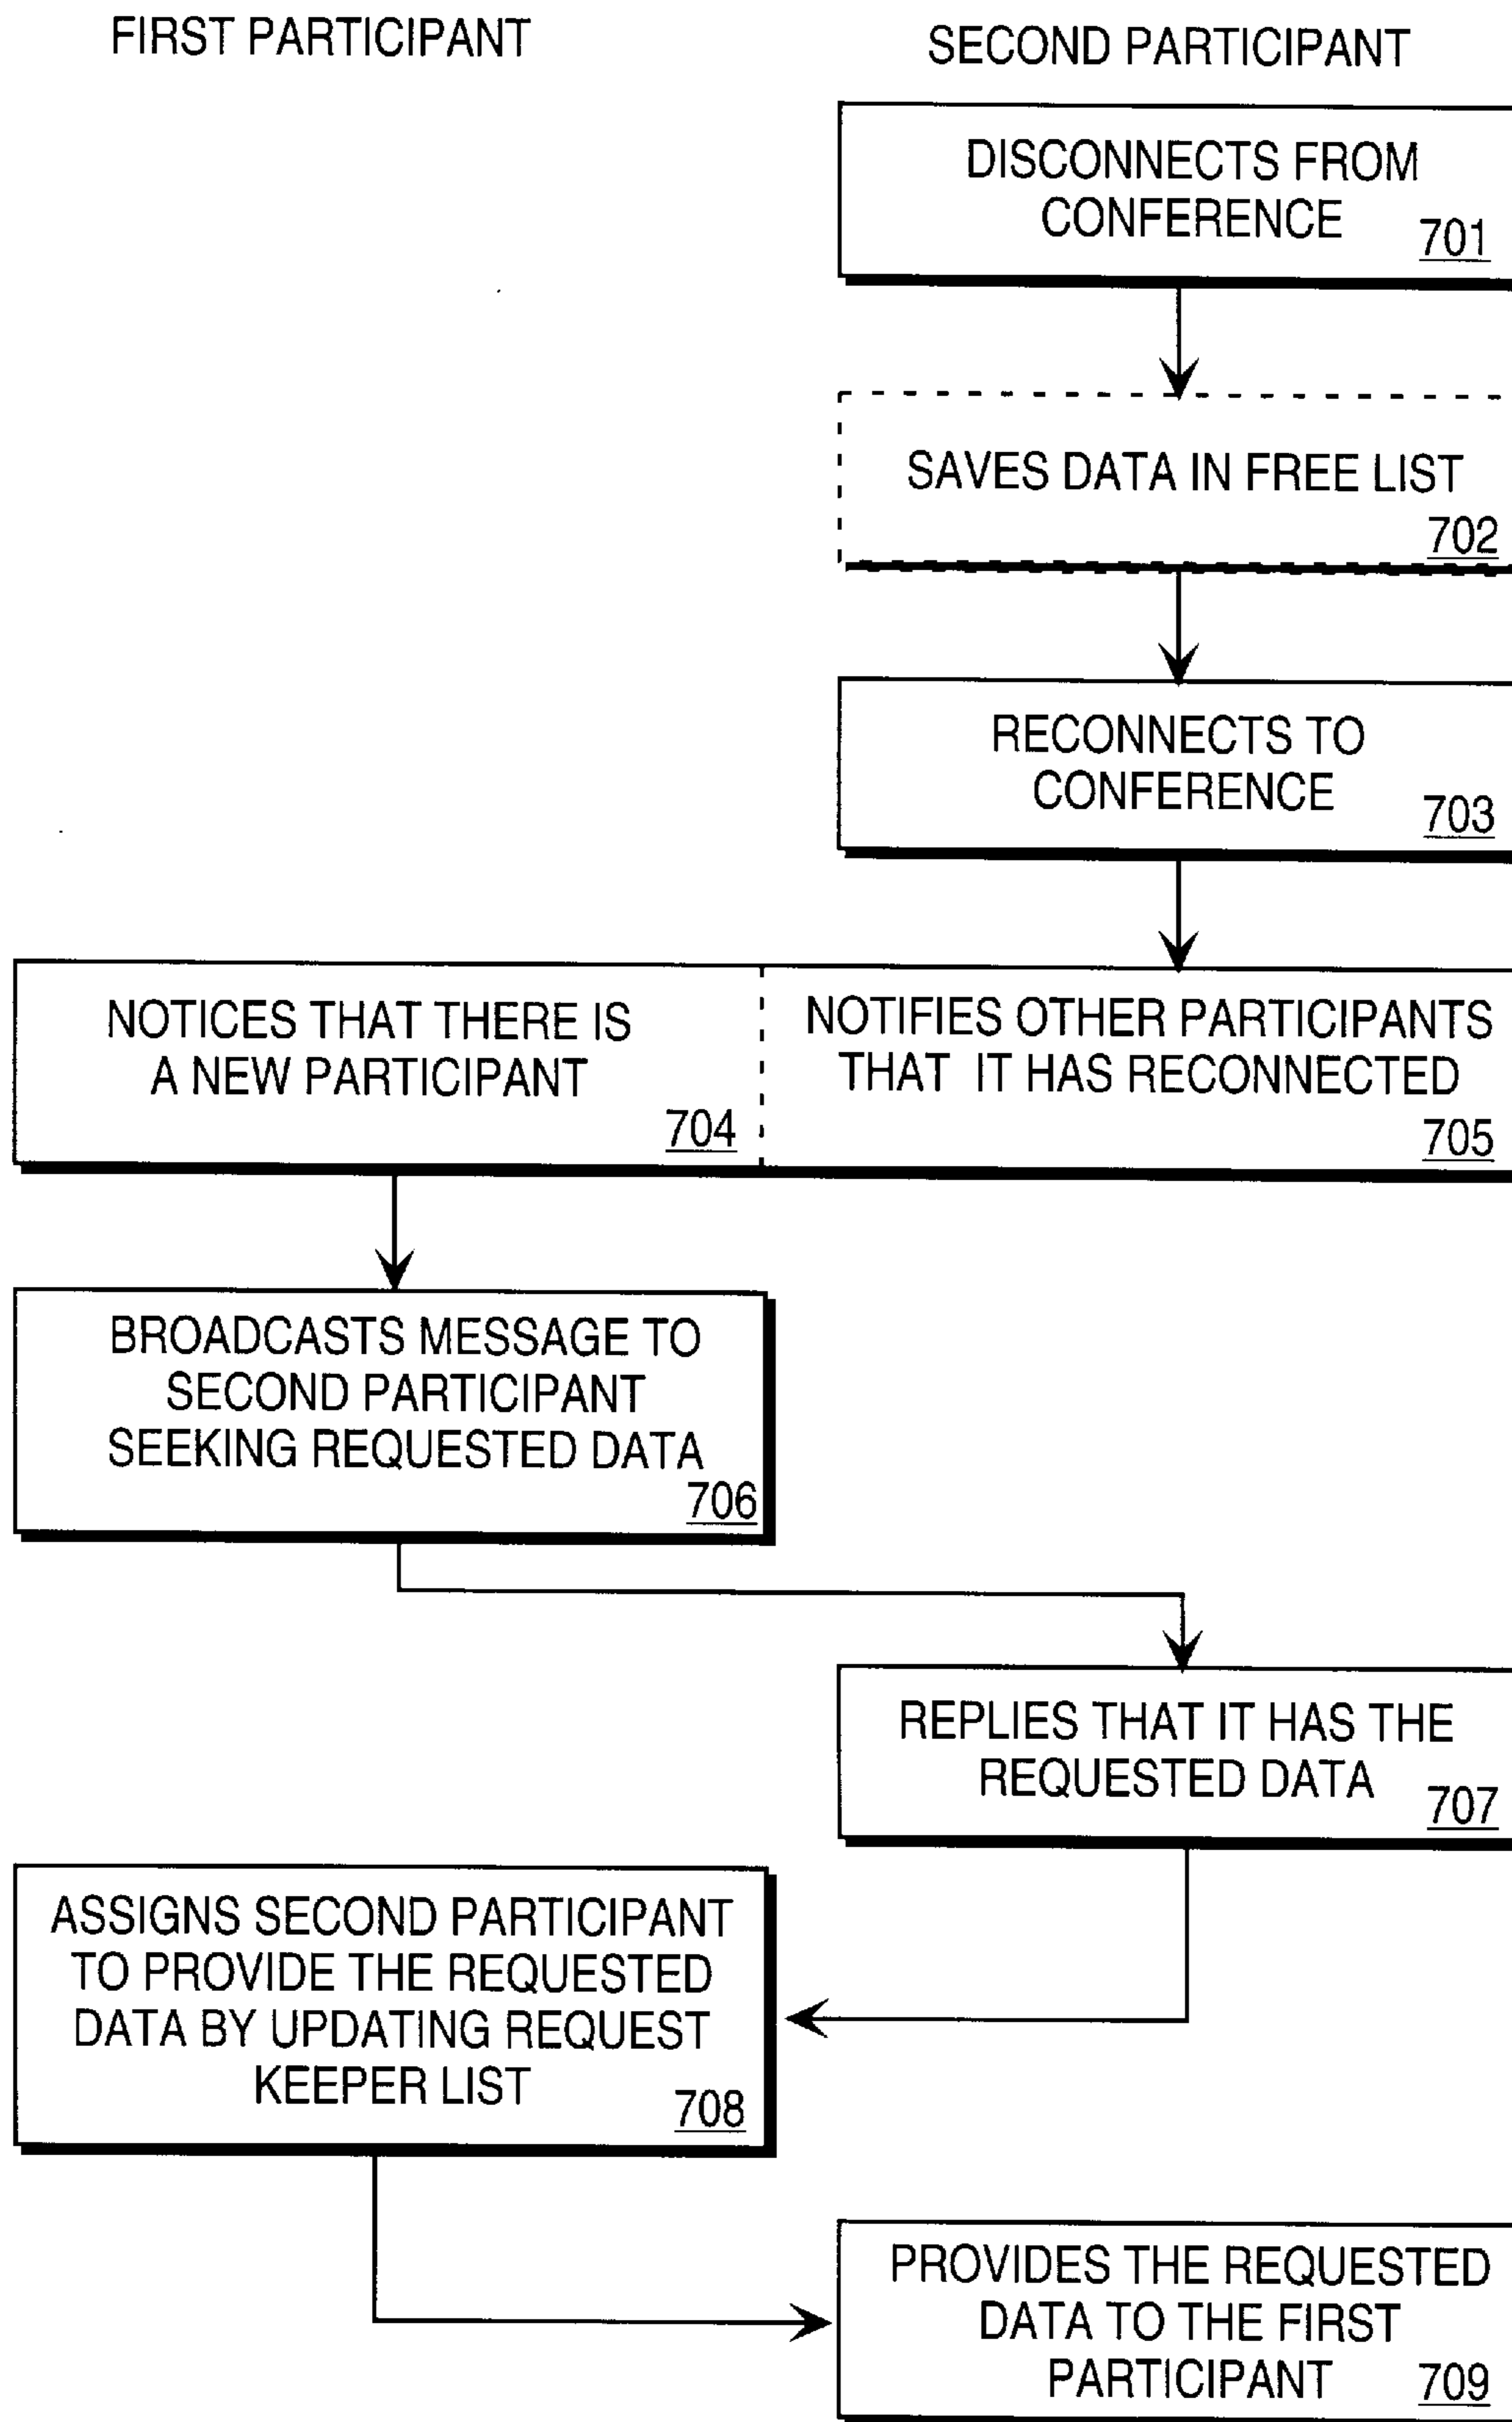 FIRST PARTICIPANT
SECOND PARTICIPANT
DISCONNECTS FROM
CONFERENCE
701
SAVES DATA IN FREE LIST
702
RECONNECTS TO
CONFERENCE
703
NOTICES THAT THERE IS
A NEW PARTICIPANT
704
NOTIFIES OTHER PARTICIPANTS
THAT IT HAS RECONNECTED
705
BROADCASTS MESSAGE TO
SECOND PARTICIPANT
SEEKING REQUESTED DATA
706
REPLIES THAT IT HAS THE
REQUESTED DATA
707
ASSIGNS SECOND PARTICIPANT
TO PROVIDE THE REQUESTED
DATA BY UPDATING REQUEST
KEEPER LIST
708
PROVIDES THE REQUESTED
DATA TO THE FIRST
PARTICIPANT
709